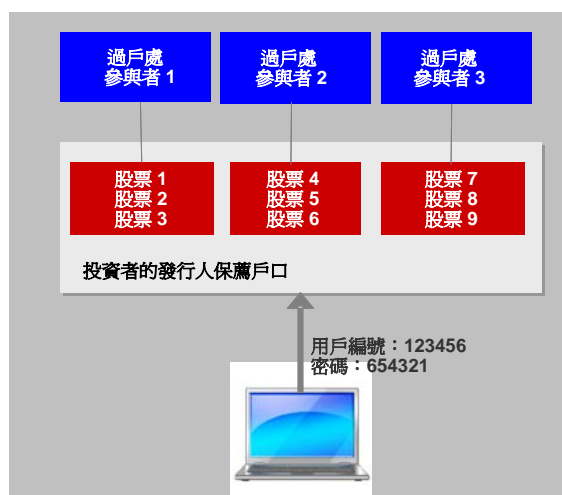 過戶處
參與者 1
過戶處
參與者 2
過戶處
參與者 3
股票 1
股票 2
股票 3
股票 4
股票 5
股票 6
股票 7
股票 8
股票 9
投資者的發行人保薦戶口
用戶編號：123456
密碼：654321